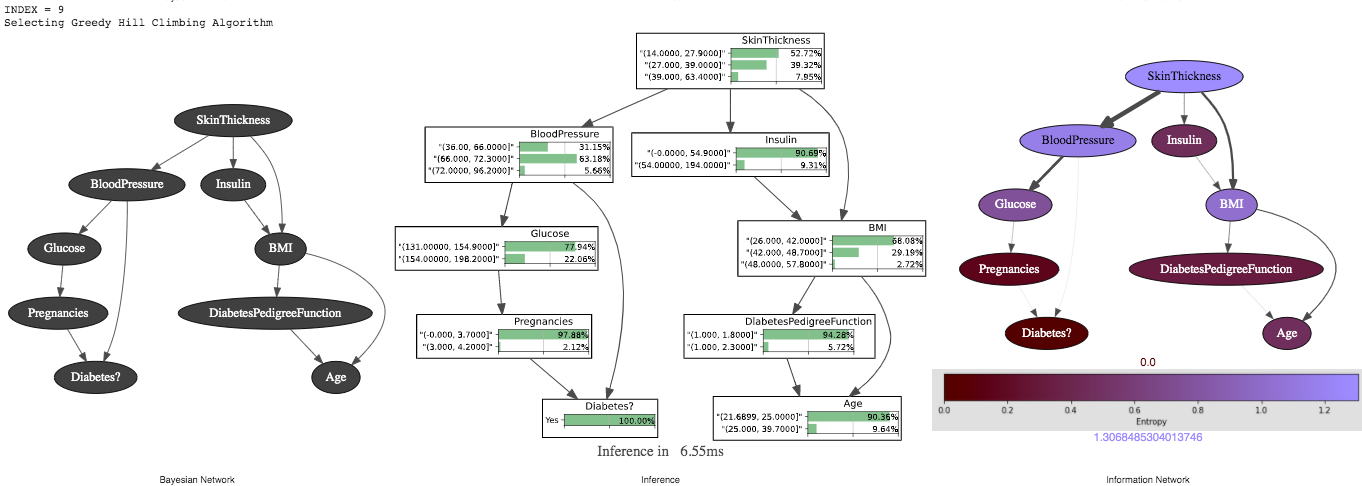 INDEX = 9
Selecting Greedy Hill Climbing Algorithm
SkinThickness
BloodPressure
Insulin
Glucose
BMI
Pregnancies
DiabetesPedigreeFunction
Diabetes?
Age
Bayesian Network
SkinThickness
"(14.0000, 27.9000]" 52.72%
"(27.000, 39.0000]" 39.32%
"(39.000, 63.4000]" 7.95%
BloodPressure
"(36.00, 66.0000]" 31.15%
"(66.000, 72.3000]" 63.18%
"(72.0000, 96.2000]" 5.66%
Insulin
"(-0.0000, 54.9000]" 90.69%
"(54.0000, 194.0000]" 9.31%
Glucose
"(131.00000, 154.9000]" 77.94%
"(154.00000, 198.2000]" 22.06%
BMI
"(26.000, 42.0000]" 68.08%
"(42.000, 48.7000]" 29.19%
"(48.0000, 57.8000]" 2.72%
Pregnancies
"(-0.000, 3.7000]" 97.88%
"(3.000, 4.2000]" 2.12%
DiabetesPedigreeFunction
"(1.000, 1.8000]" 94.28%
"(1.000, 2.3000]" 5.72%
Diabetes?
Yes 100.00%
Age
"[21.6899, 25.0000]" 90.36%
"(25.000, 39.7000]" 9.64%
Inference in 6.55ms
Inference
SkinThickness
BloodPressure
Insulin
Glucose
BMI
Pregnancies
DiabetesPedigreeFunction
Diabetes?
Age
0.0
0.0 0.2 0.4 0.6 0.8 1.0 1.2
Entropy
1.3068485304013746
Information Network